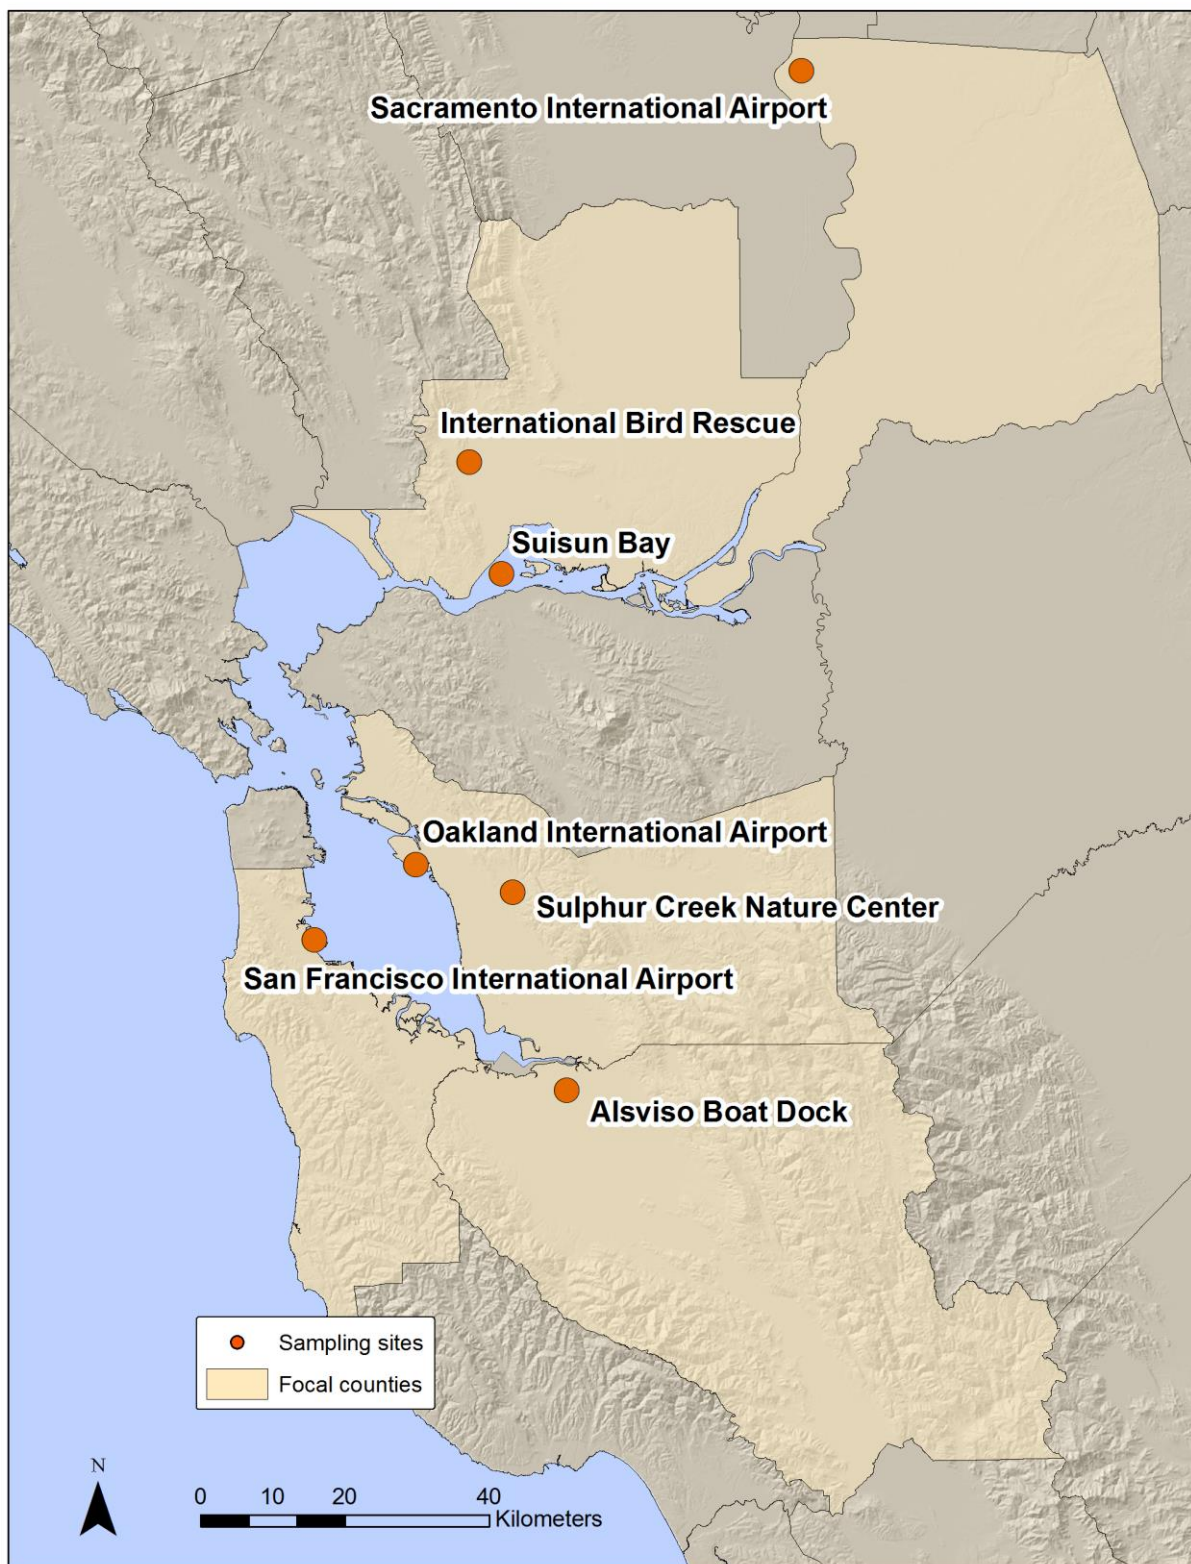 Sacramento International Airport
International Bird Rescue
Suisun Bay
Oakland International Airport
Sulphur Creek Nature Center
San Francisco International Airport
Alsviso Boat Dock
Sampling sites
Focal counties
N
0 10 20 40
Kilometers